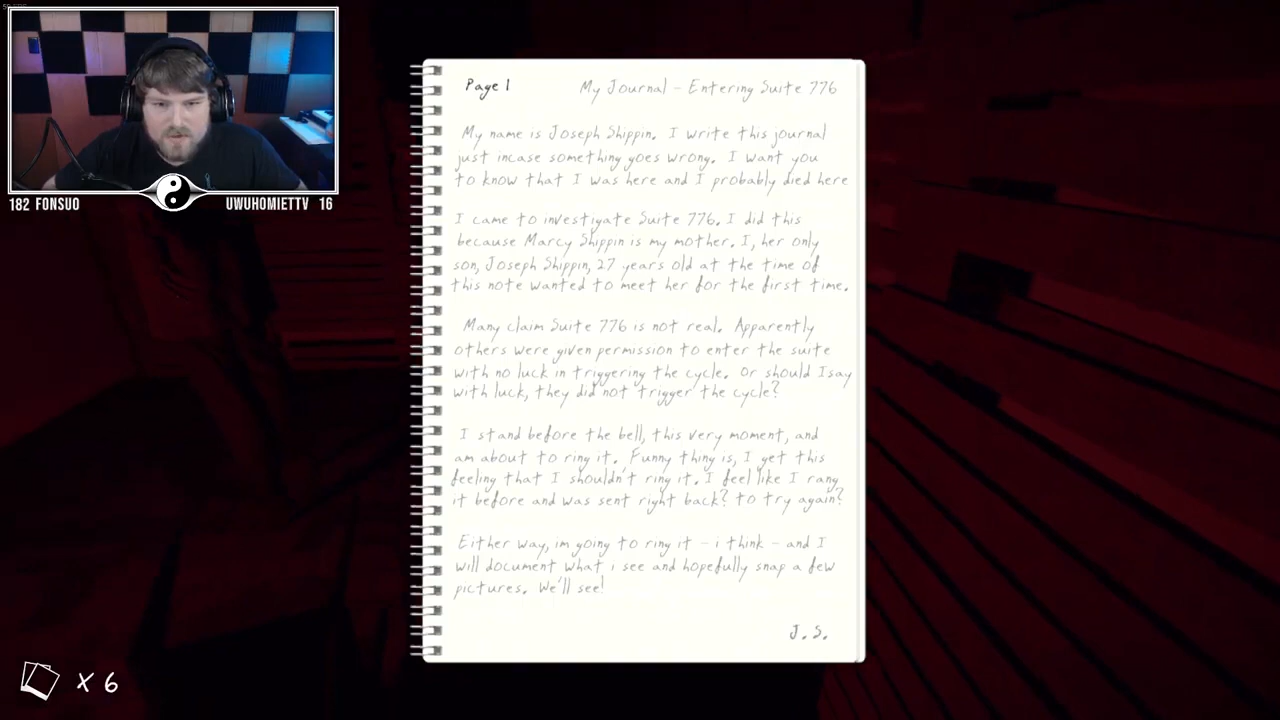 182 FONSUO
UWUHOMIETTV 16
Page 1
My Journal - Entering Suite 776
My name is Joseph Shippin. I write this journal
just incase something goes wrong. I want you
to know that I was here and I probably died here
I came to investigate Suite 776. I did this
because Marcy Shippin is my mother. I, her only
son, Joseph Shippin, 27 years old at the time of
this note wanted to meet her for the first time.
Many claim Suite 776 is not real. Apparently
others were given permission to enter the suite
with no luck in triggering the cycle. Or should I say
with luck, they did not trigger the cycle?
I stand before the bell, this very moment, and
am about to ring it. Funny thing is, I get this
feeling that I shouldn't ring it. I feel like I rang
it before and was sent right back? to try again?
Either way, im going to ring it - i think - and I
will document what i see and hopefully snap a few
pictures. We'll see!
J. S.
X 6